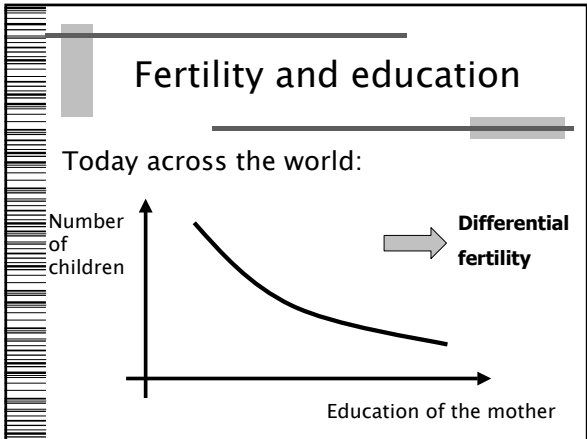 Fertility and education
Today across the world:
Number
of
children
Differential
fertility
Education of the mother